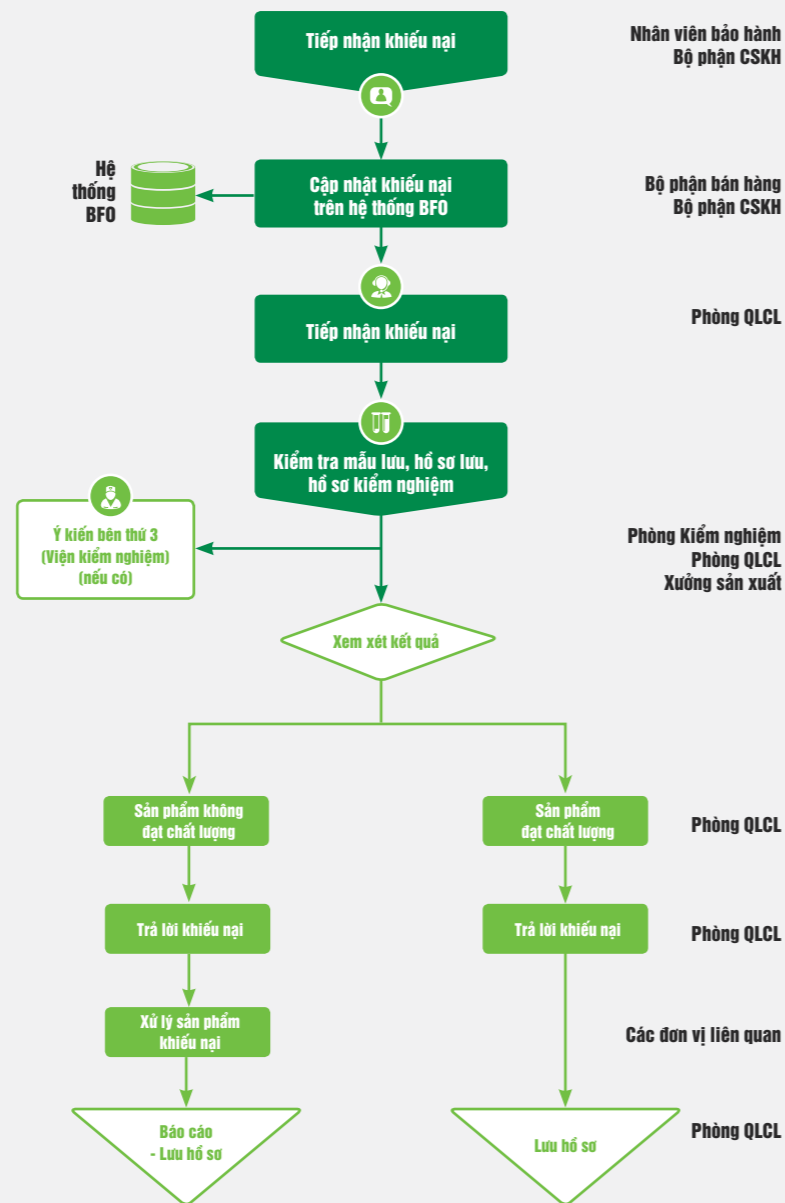 Tiếp nhận khiếu nại
Nhân viên bảo hành
Bộ phận CSKH
Hệ
thống
BFO
Cập nhật khiếu nại
trên hệ thống BFO
Bộ phận bán hàng
Bộ phận CSKH
Tiếp nhận khiếu nại
Phòng QLCL
Kiểm tra mẫu lưu, hồ sơ lưu,
hồ sơ kiểm nghiệm
Ý kiến bên thứ 3
(Viện kiểm nghiệm)
(nếu có)
Phòng Kiểm nghiệm
Phòng QLCL
Xưởng sản xuất
Xem xét kết quả
Sản phẩm không
đạt chất lượng
Sản phẩm
đạt chất lượng
Phòng QLCL
Trả lời khiếu nại
Trả lời khiếu nại
Phòng QLCL
Xử lý sản phẩm
khiếu nại
Các đơn vị liên quan
Báo cáo
- Lưu hồ sơ
Lưu hồ sơ
Phòng QLCL